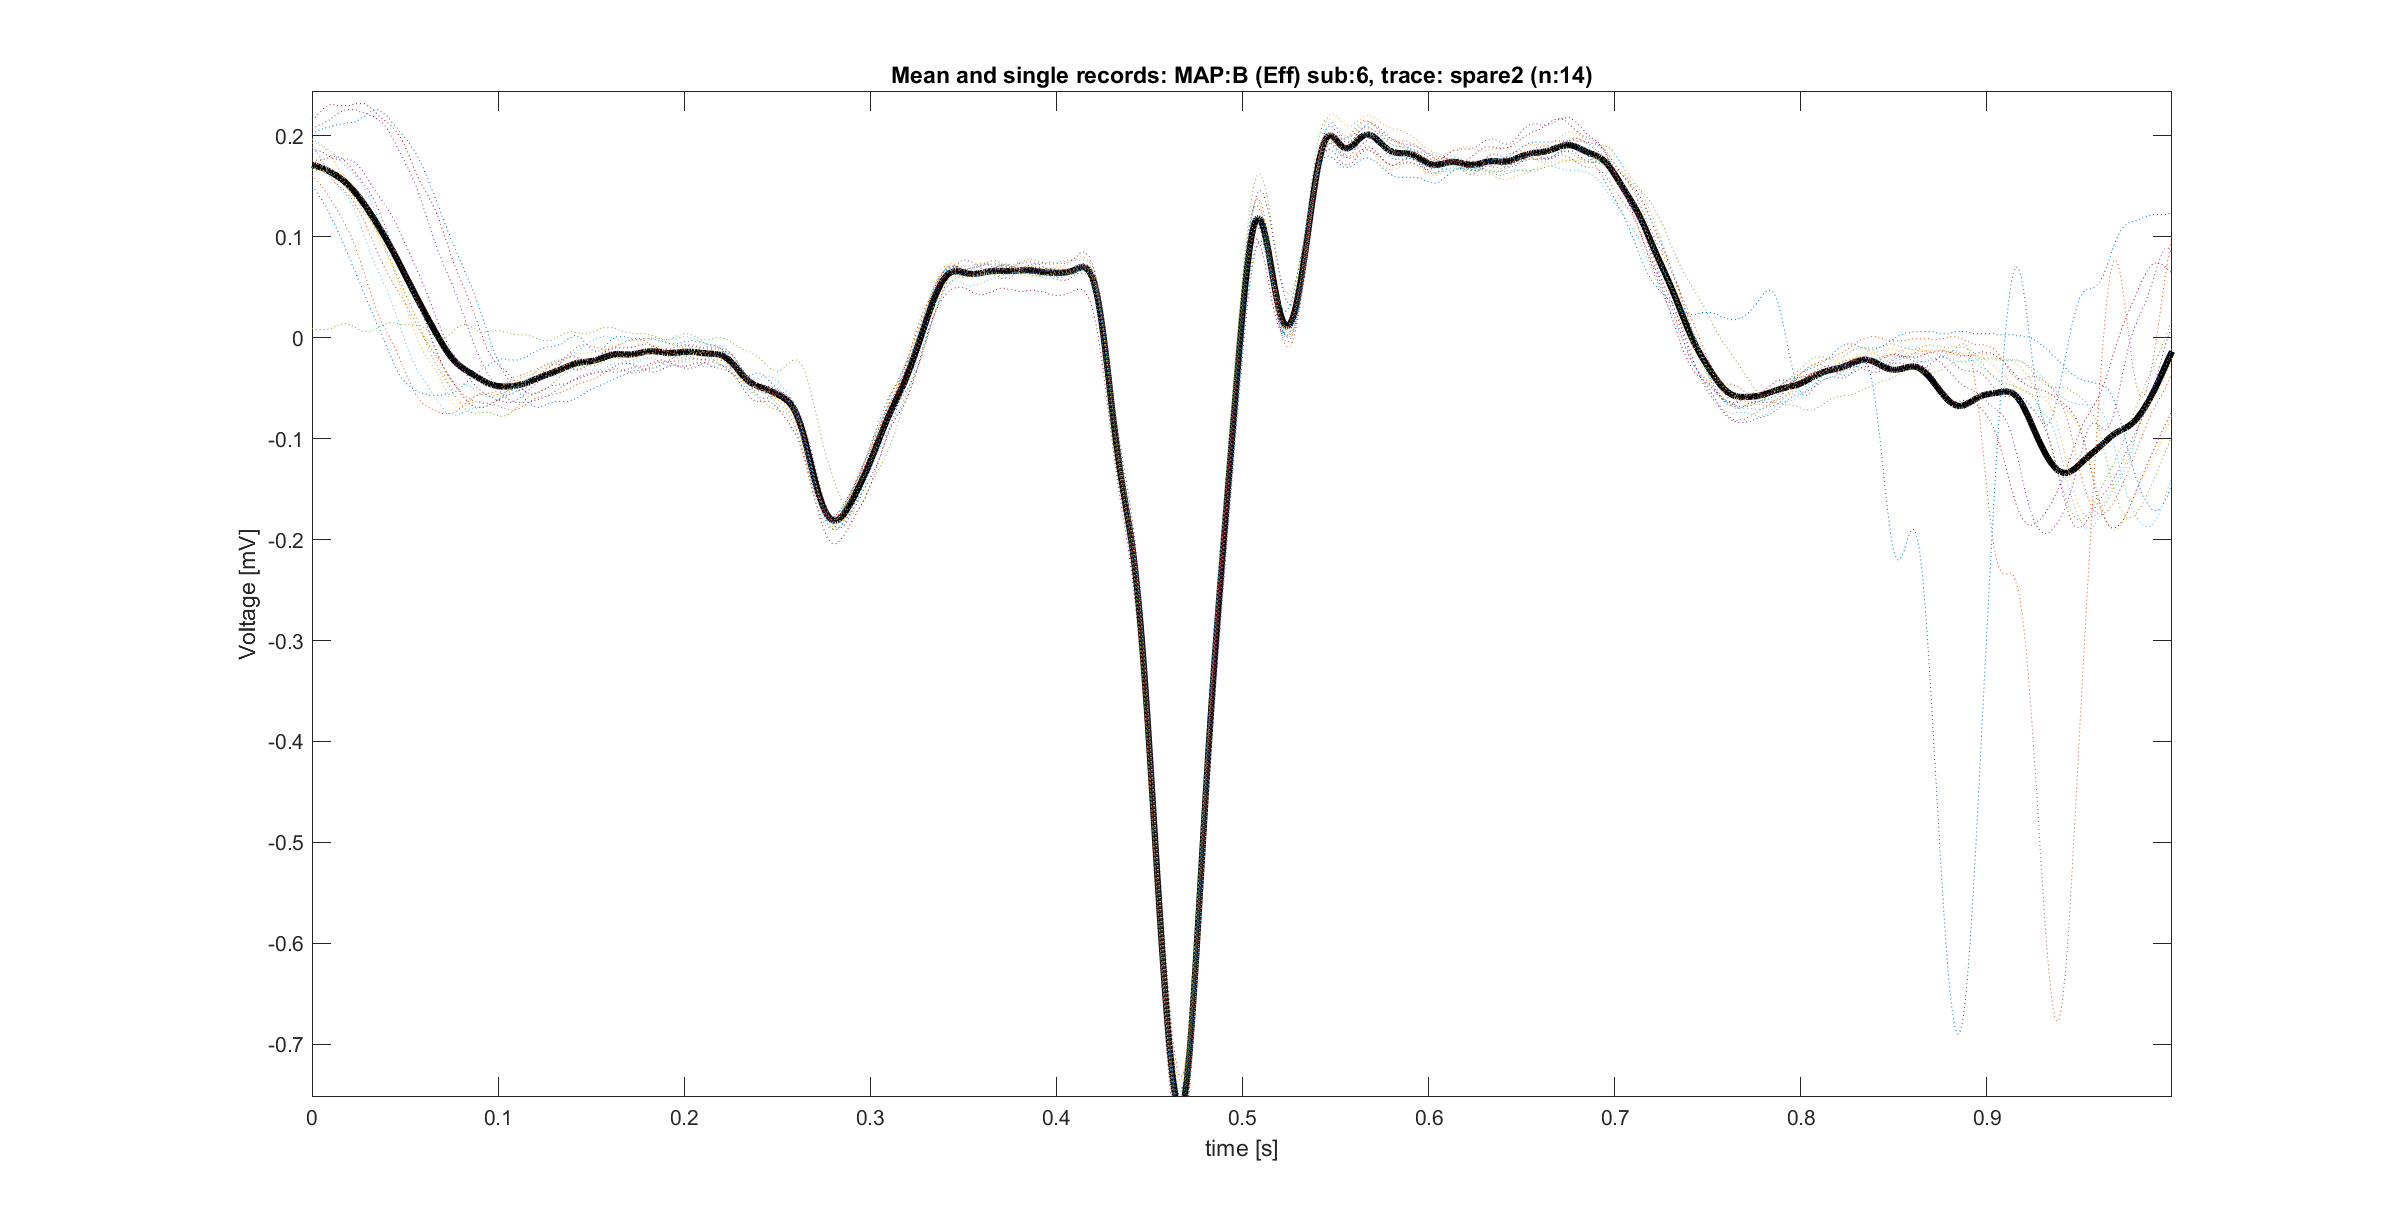 Mean and single records: MAP:B (Eff) sub:6, trace: spare2 (n:14)
0.2
0.1
0
-0.1
-0.2
-0.3
-0.4
-0.5
-0.6
-0.7
Voltage [mV]
0 0.1 0.2 0.3 0.4 0.5 0.6 0.7 0.8 0.9
time [s]